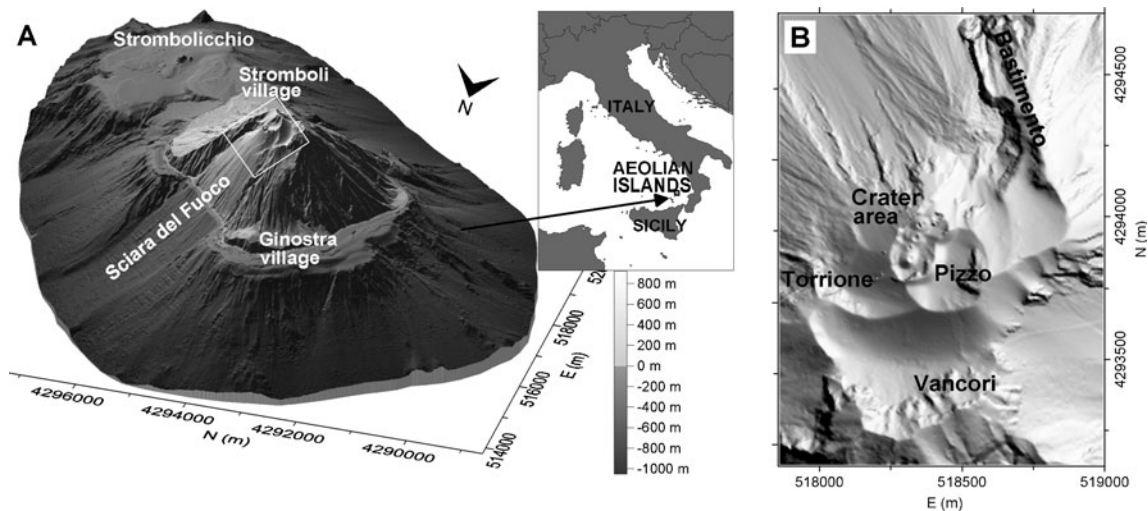 A
Strombolicchio
Stromboli
village
N
Sciara del Fuoco
Ginostra
village
4296000
4294000
4292000
4290000
N (m)
514000
516000
518000
E (m)
ITALY
AEOLIAN
ISLANDS
SICILY
800 m
600 m
400 m
200 m
0 m
-200 m
-400 m
-600 m
-800 m
-1000 m
B
Bastimento
Crater
area
Torrione
Pizzo
Vancori
4294500
4294000
4293500
N (m)
518000
518500
519000
E (m)